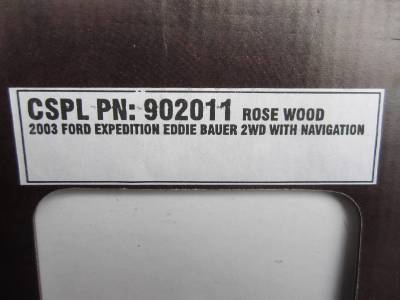 CSPL PN: 902011 ROSE WOOD
2003 FORD EXPEDITION EDDIE BAUER 2WD WITH NAVIGATION